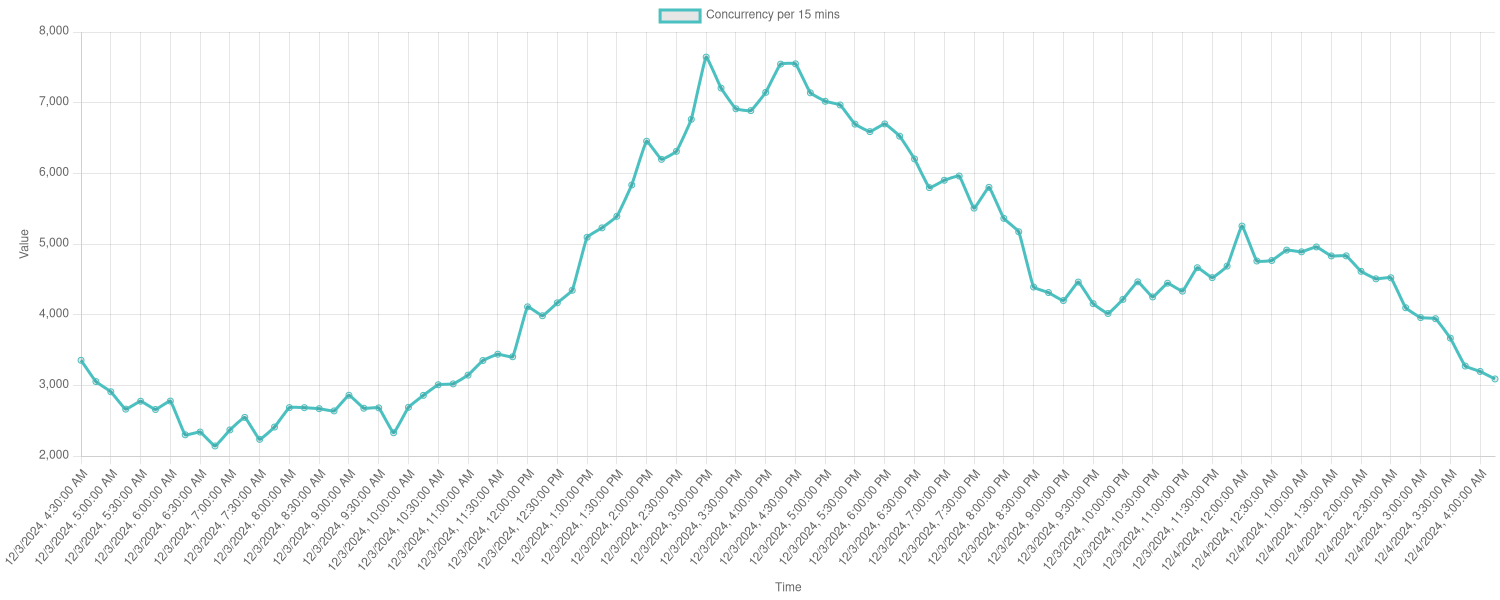 Concurrency per 15 mins
8,000
7,000
6,000
5,000
4,000
3,000
2,000
Value
12/3/2024, 4:30:00 AM
12/3/2024, 5:00:00 AM
12/3/2024, 5:30:00 AM
12/3/2024, 6:00:00 AM
12/3/2024, 6:30:00 AM
12/3/2024, 7:00:00 AM
12/3/2024, 7:30:00 AM
12/3/2024, 8:00:00 AM
12/3/2024, 8:30:00 AM
12/3/2024, 9:00:00 AM
12/3/2024, 9:30:00 AM
12/3/2024, 10:00:00 AM
12/3/2024, 10:30:00 AM
12/3/2024, 11:00:00 AM
12/3/2024, 11:30:00 AM
12/3/2024, 12:00:00 PM
12/3/2024, 12:30:00 PM
12/3/2024, 1:00:00 PM
12/3/2024, 1:30:00 PM
12/3/2024, 2:00:00 PM
12/3/2024, 2:30:00 PM
12/3/2024, 3:00:00 PM
12/3/2024, 3:30:00 PM
12/3/2024, 4:00:00 PM
12/3/2024, 4:30:00 PM
12/3/2024, 5:00:00 PM
12/3/2024, 5:30:00 PM
12/3/2024, 6:00:00 PM
12/3/2024, 6:30:00 PM
12/3/2024, 7:00:00 PM
12/3/2024, 7:30:00 PM
12/3/2024, 8:00:00 PM
12/3/2024, 8:30:00 PM
12/3/2024, 9:00:00 PM
12/3/2024, 9:30:00 PM
12/3/2024, 10:00:00 PM
12/3/2024, 10:30:00 PM
12/3/2024, 11:00:00 PM
12/3/2024, 11:30:00 PM
12/4/2024, 12:00:00 AM
12/4/2024, 12:30:00 AM
12/4/2024, 1:00:00 AM
12/4/2024, 1:30:00 AM
12/4/2024, 2:00:00 AM
12/4/2024, 2:30:00 AM
12/4/2024, 3:00:00 AM
12/4/2024, 3:30:00 AM
12/4/2024, 4:00:00 AM
Time